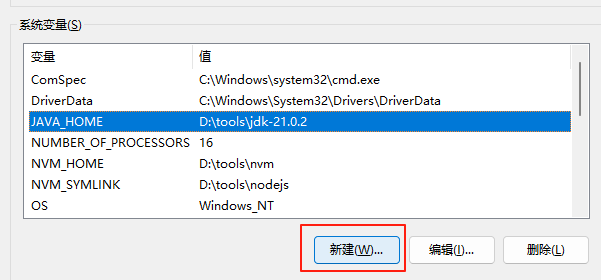 系统变量(S)
变量 值
ComSpec C:\Windows\system32\cmd.exe
DriverData C:\Windows\System32\Drivers\DriverData
JAVA_HOME D:\tools\jdk-21.0.2
NUMBER_OF_PROCESSORS 16
NVM_HOME D:\tools\nvm
NVM_SYMLINK D:\tools\nodejs
OS Windows_NT
新建(W)... 编辑(I)... 删除(L)